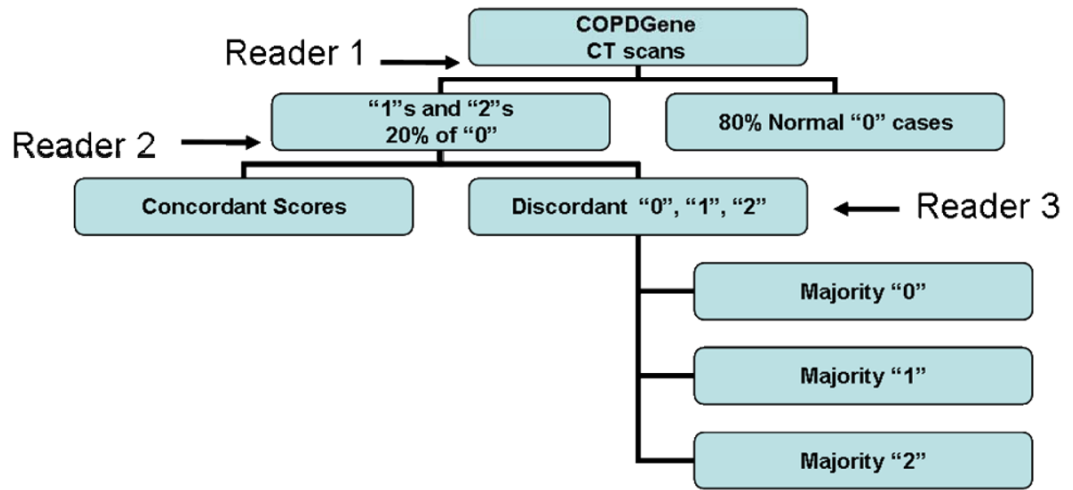 COPDGene
CT scans
Reader 1
“1”s and “2”s
20% of “0”
80% Normal “0” cases
Reader 2
Concordant Scores
Discordant “0”, “1”, “2”
Reader 3
Majority “0”
Majority “1”
Majority “2”